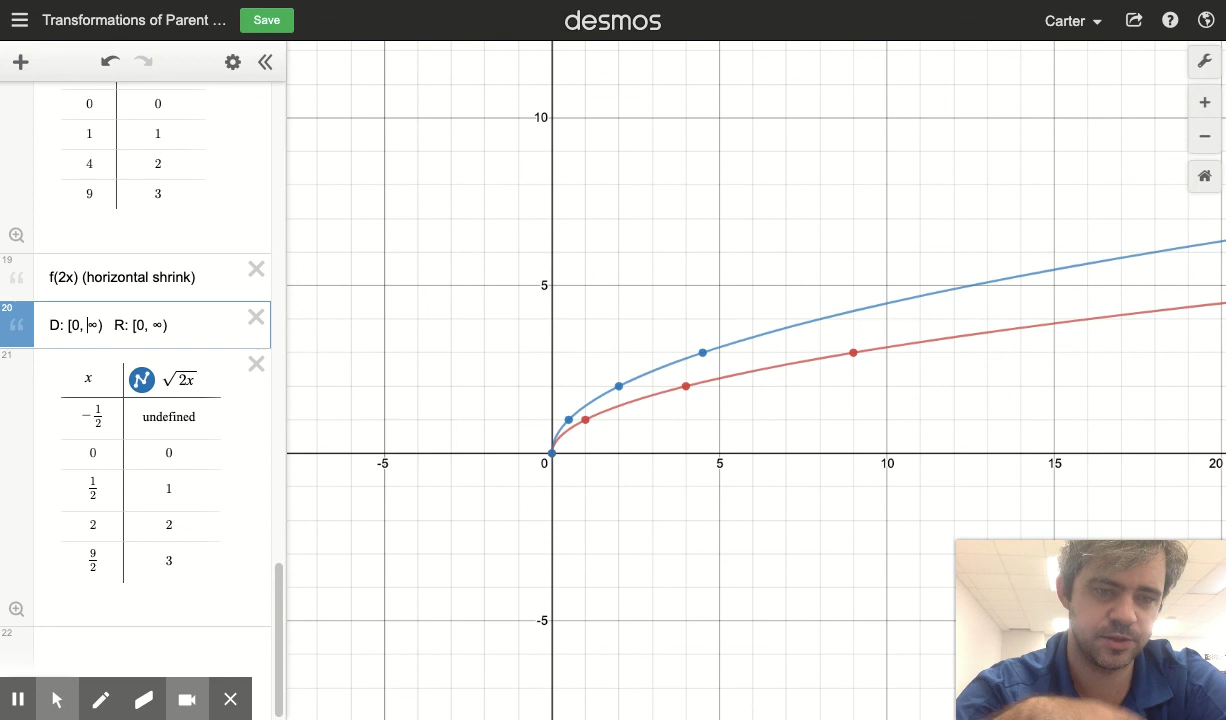 Transformations of Parent ... Save desmos Carter
0 0
1 1
4 2
9 3
19
f(2x) (horizontal shrink)
20
D: [0, ∞) R: [0, ∞)
21
x √2x
-1/2 undefined
0 0
1/2 1
2 2
9/2 3
22
10
5
-5 0 5 10 15 20
-5